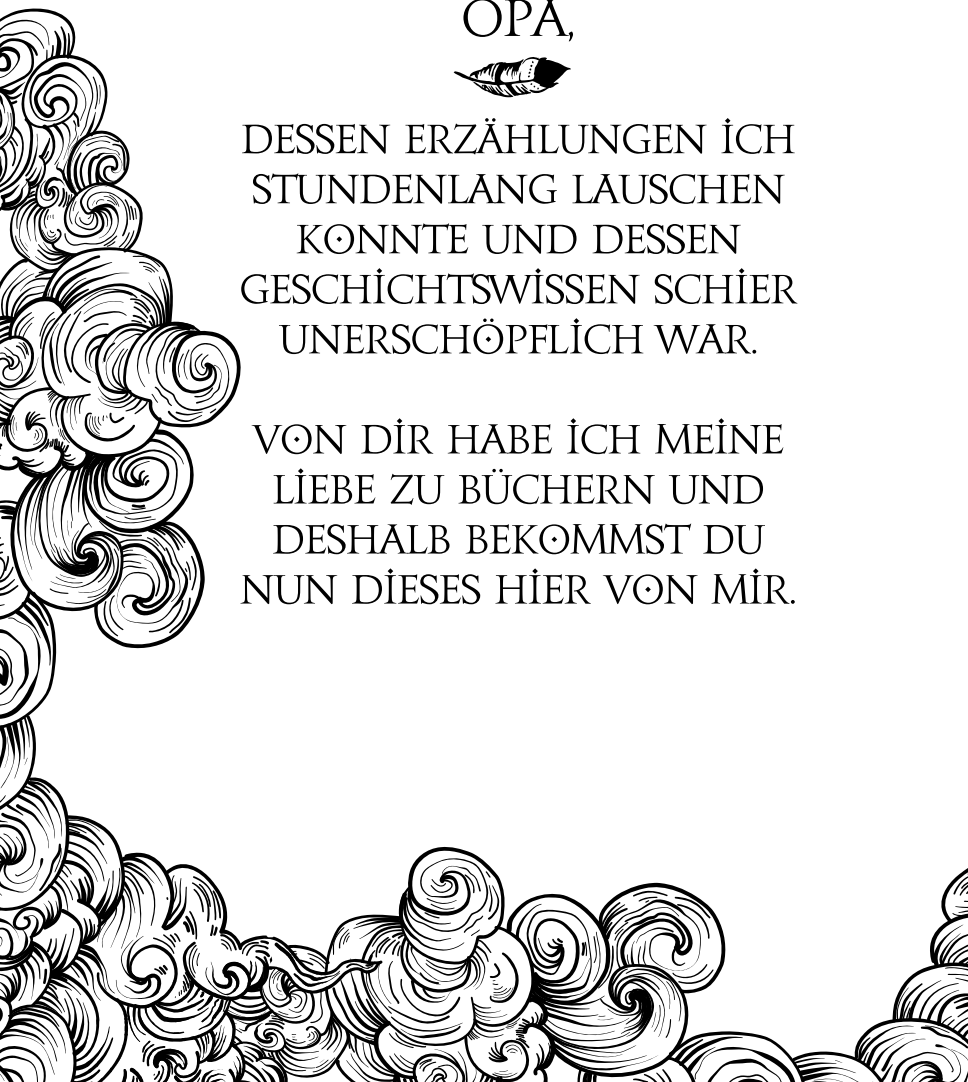 OPA,
DESSEN ERZÄHLUNGEN ICH
STUNDENLANG LAUSCHEN
KONNTE UND DESSEN
GESCHICHTSWISSEN SCHIER
UNERSCHÖPFLICH WAR.
VON DIR HABE ICH MEINE
LIEBE ZU BÜCHERN UND
DESHALB BEKOMMST DU
NUN DIESES HIER VON MIR.